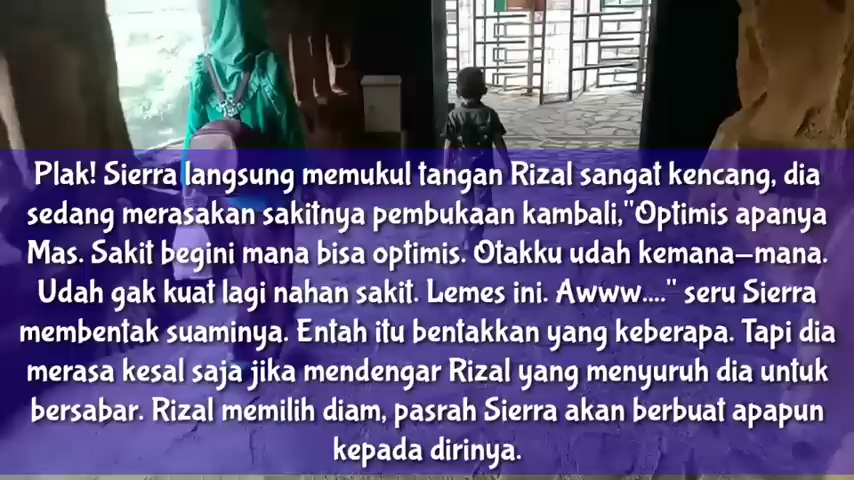 Plak! Sierra langsung memukul tangan Rizal sangat kencang, dia
sedang merasakan sakitnya pembukaan kambali,"Optimis apanya
Mas. Sakit begini mana bisa optimis. Otakku udah kemana-mana.
Udah gak kuat lagi nahan sakit. Lemes ini. Awww...." seru Sierra
membentak suaminya. Entah itu bentakkan yang keberapa. Tapi dia
merasa kesal saja jika mendengar Rizal yang menyuruh dia untuk
bersabar. Rizal memilih diam, pasrah Sierra akan berbuat apapun
kepada dirinya.